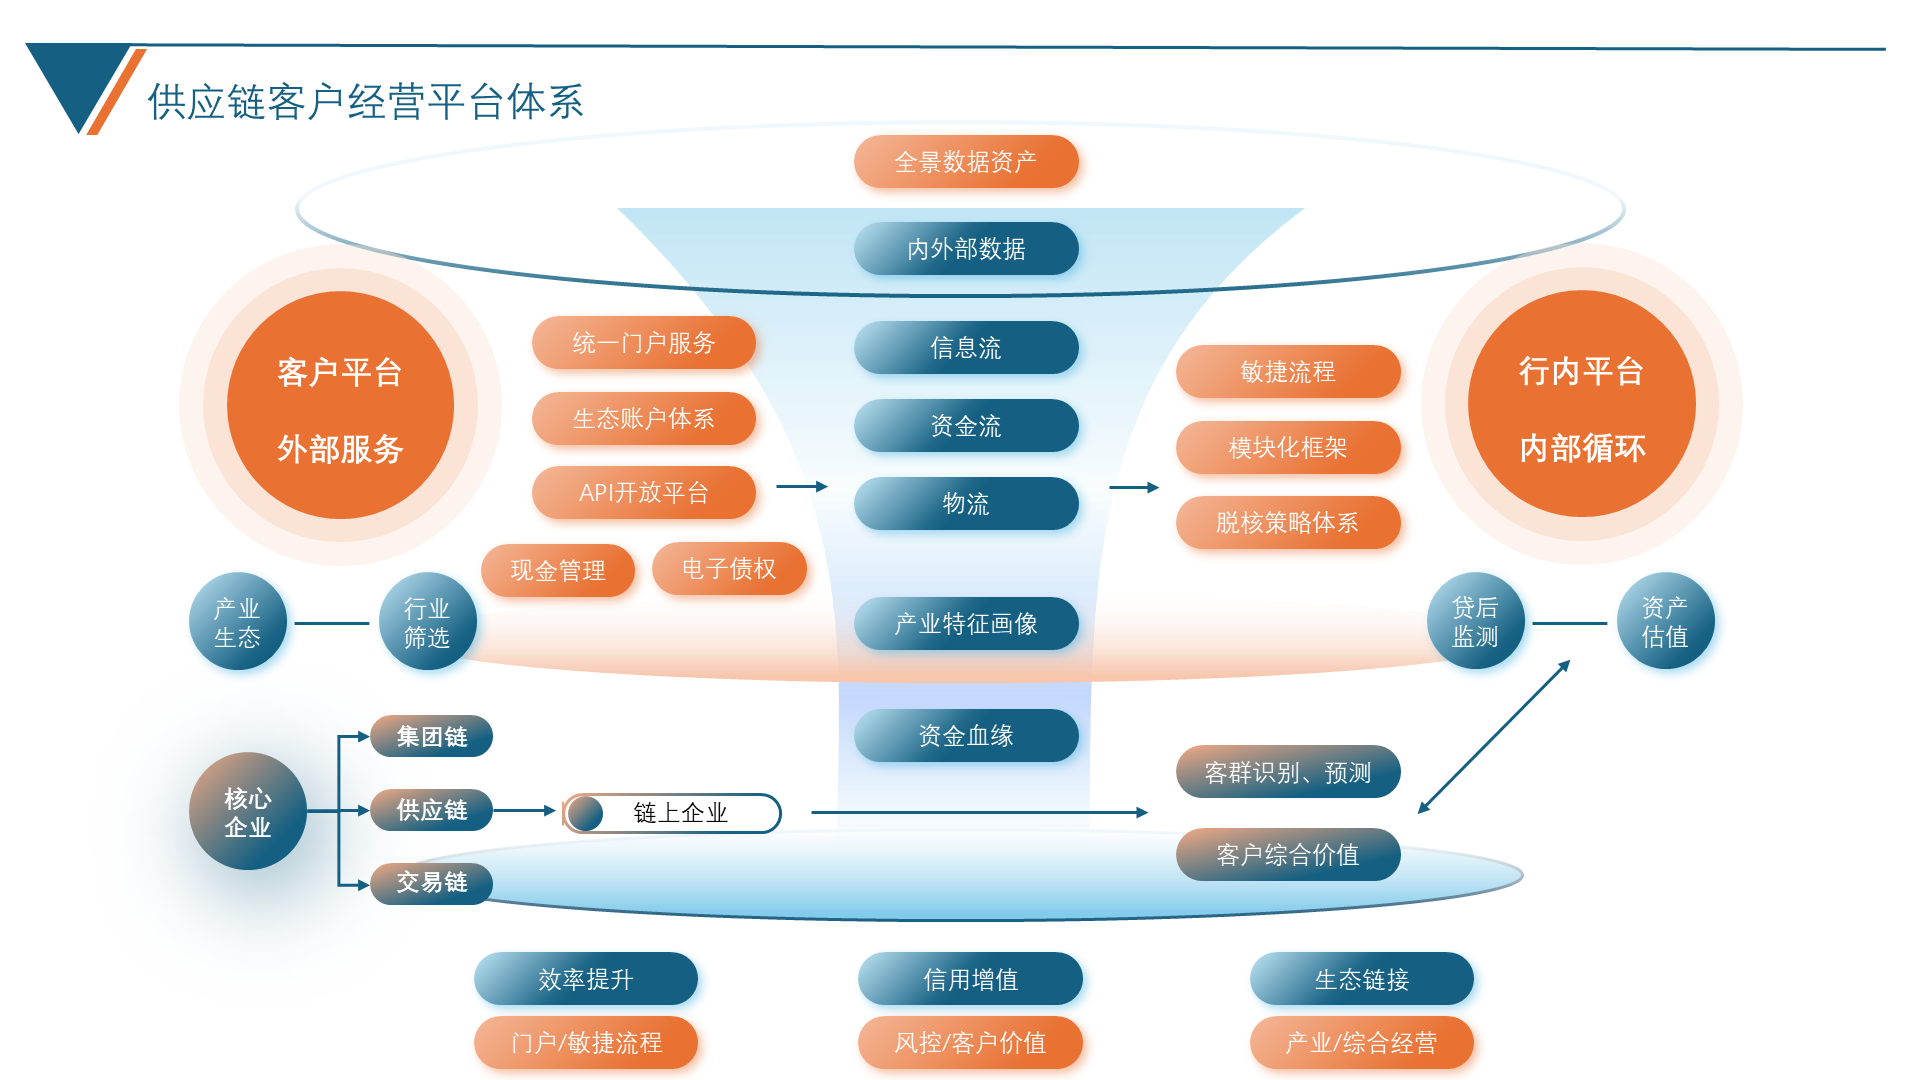 供应链客户经营平台体系
全景数据资产
内外部数据
客户平台
外部服务
统一门户服务
生态账户体系
API开放平台
现金管理
电子债权
信息流
资金流
物流
产业特征画像
资金血缘
敏捷流程
模块化框架
脱核策略体系
行内平台
内部循环
产业
生态
行业
筛选
贷后
监测
资产
估值
核心
企业
集团链
供应链
交易链
链上企业
客群识别、预测
客户综合价值
效率提升
门户/敏捷流程
信用增值
风控/客户价值
生态链接
产业/综合经营